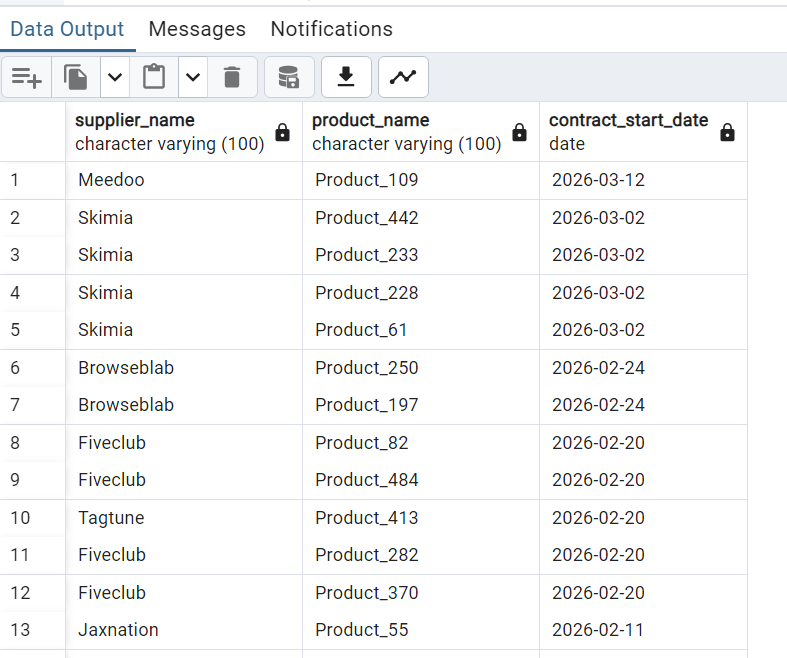 Data Output Messages Notifications
supplier_name product_name contract_start_date
character varying (100) character varying (100) date
1 Meedoo Product_109 2026-03-12
2 Skimia Product_442 2026-03-02
3 Skimia Product_233 2026-03-02
4 Skimia Product_228 2026-03-02
5 Skimia Product_61 2026-03-02
6 Browseblab Product_250 2026-02-24
7 Browseblab Product_197 2026-02-24
8 Fiveclub Product_82 2026-02-20
9 Fiveclub Product_484 2026-02-20
10 Tagtune Product_413 2026-02-20
11 Fiveclub Product_282 2026-02-20
12 Fiveclub Product_370 2026-02-20
13 Jaxnation Product_55 2026-02-11